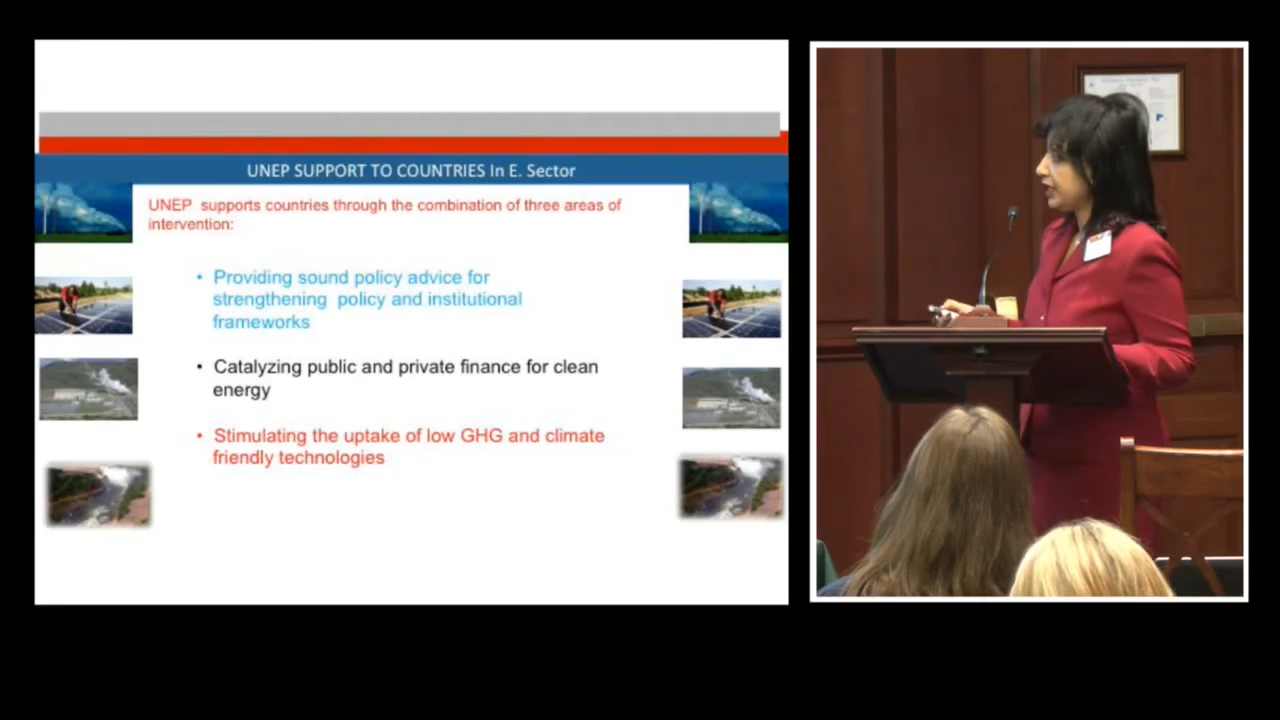 UNEP SUPPORT TO COUNTRIES In E. Sector
UNEP supports countries through the combination of three areas of
intervention:
• Providing sound policy advice for
strengthening policy and institutional
frameworks
• Catalyzing public and private finance for clean
energy
• Stimulating the uptake of low GHG and climate
friendly technologies